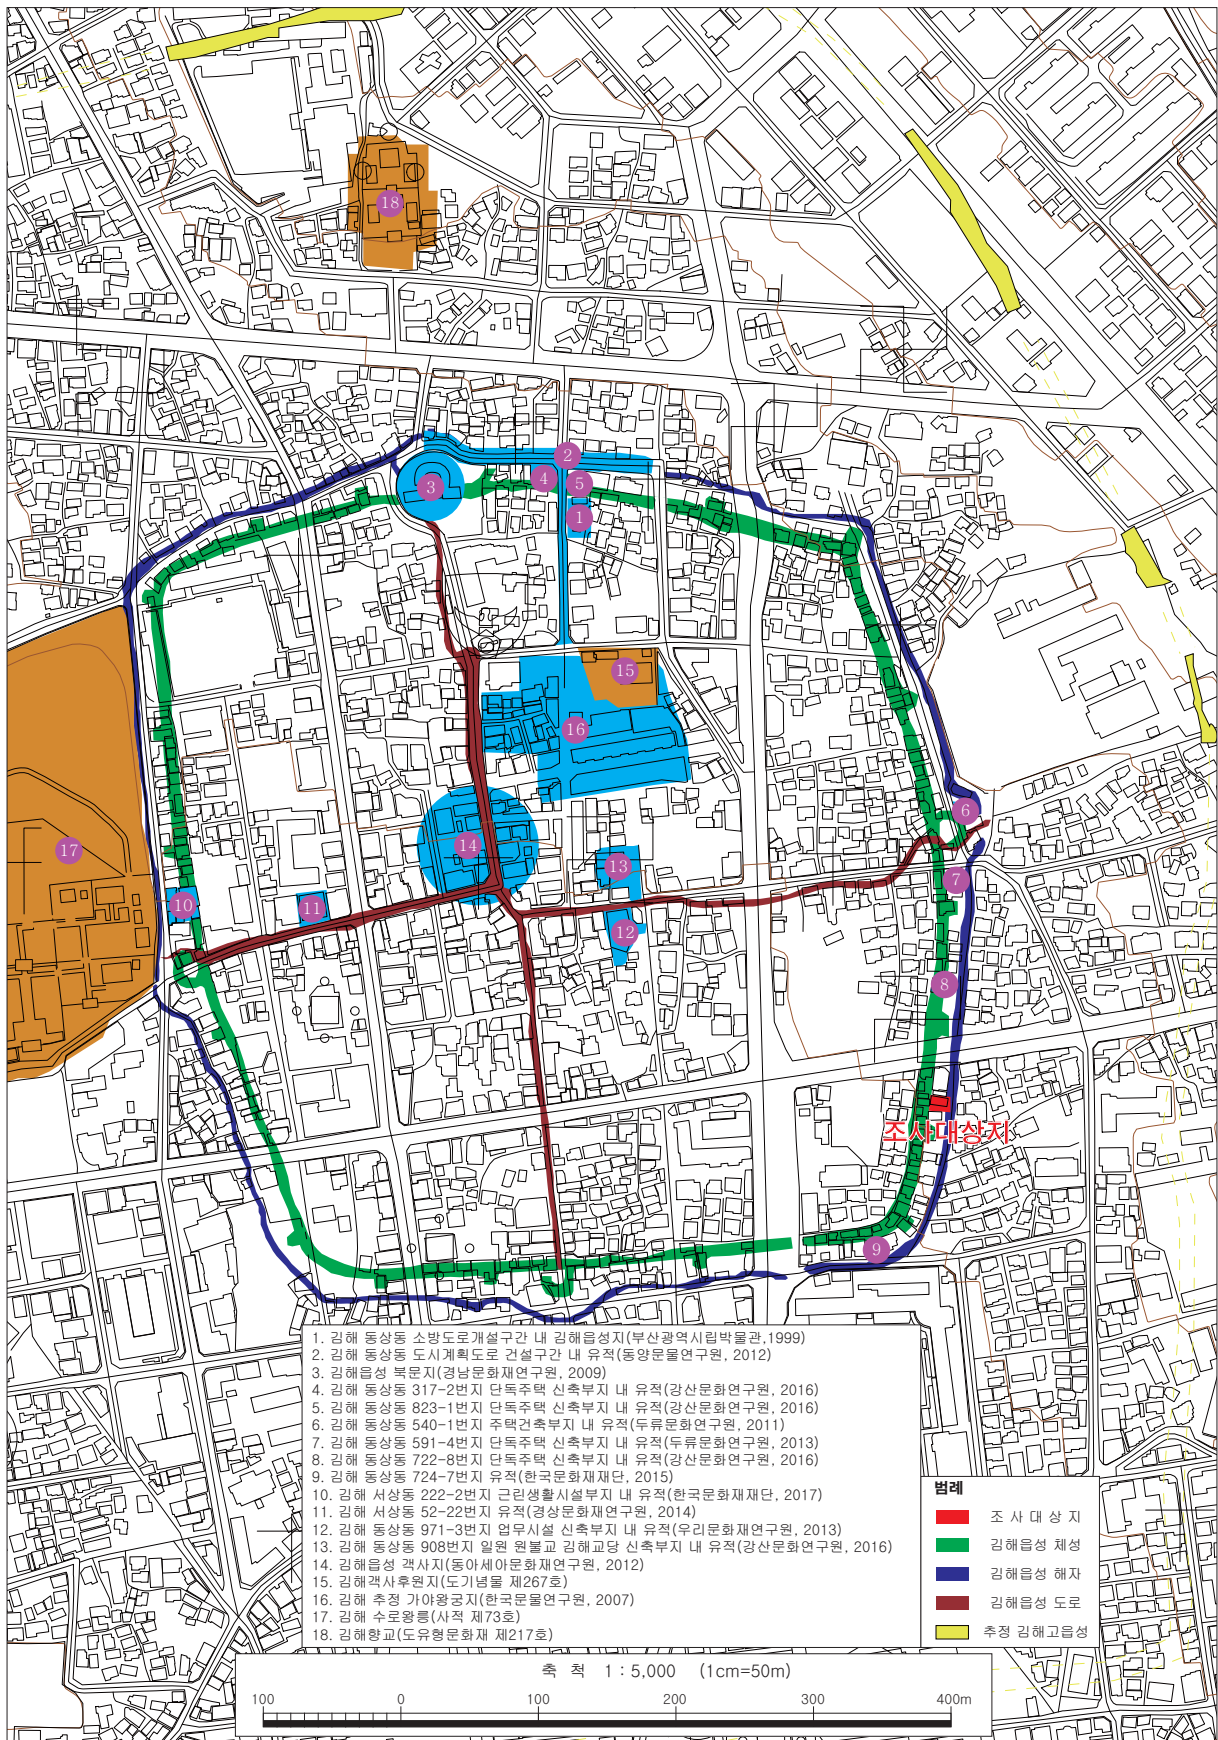 18
2
4
5
3
1
15
16
6
13
14
17
7
10
11
12
8
조사대상지
9
1. 김해 동상동 소방도로개설구간 내 김해읍성지(부산광역시립박물관,1999)
2. 김해 동상동 도시계획도로 건설구간 내 유적(동양문물연구원, 2012)
3. 김해읍성 북문지(경남문화재연구원, 2009)
4. 김해 동상동 317-2번지 단독주택 신축부지 내 유적(강산문화연구원, 2016)
5. 김해 동상동 823-1번지 단독주택 신축부지 내 유적(강산문화연구원, 2016)
6. 김해 동상동 540-1번지 주택건축부지 내 유적(두류문화연구원, 2011)
7. 김해 동상동 591-4번지 단독주택 신축부지 내 유적(두류문화연구원, 2013)
8. 김해 동상동 722-8번지 단독주택 신축부지 내 유적(강산문화연구원, 2016)
9. 김해 동상동 724-7번지 유적(한국문화재재단, 2015)
10. 김해 서상동 222-2번지 근린생활시설부지 내 유적(한국문화재재단, 2017)
11. 김해 서상동 52-22번지 유적(경상문화재연구원, 2014)
12. 김해 동상동 971-3번지 업무시설 신축부지 내 유적(우리문화재연구원, 2013)
13. 김해 동상동 908번지 일원 원불교 김해교당 신축부지 내 유적(강산문화연구원, 2016)
14. 김해읍성 객사지(동아세아문화재연구원, 2012)
15. 김해객사후원지(도기념물 제267호)
16. 김해 추정 가야왕궁지(한국문물연구원, 2007)
17. 김해 수로왕릉(사적 제73호)
18. 김해향교(도유형문화재 제217호)
범례
조 사 대 상 지
김해읍성 체성
김해읍성 해자
김해읍성 도로
추정 김해고읍성
축 척 1 : 5,000 (1cm=50m)
100 0 100 200 300 400m